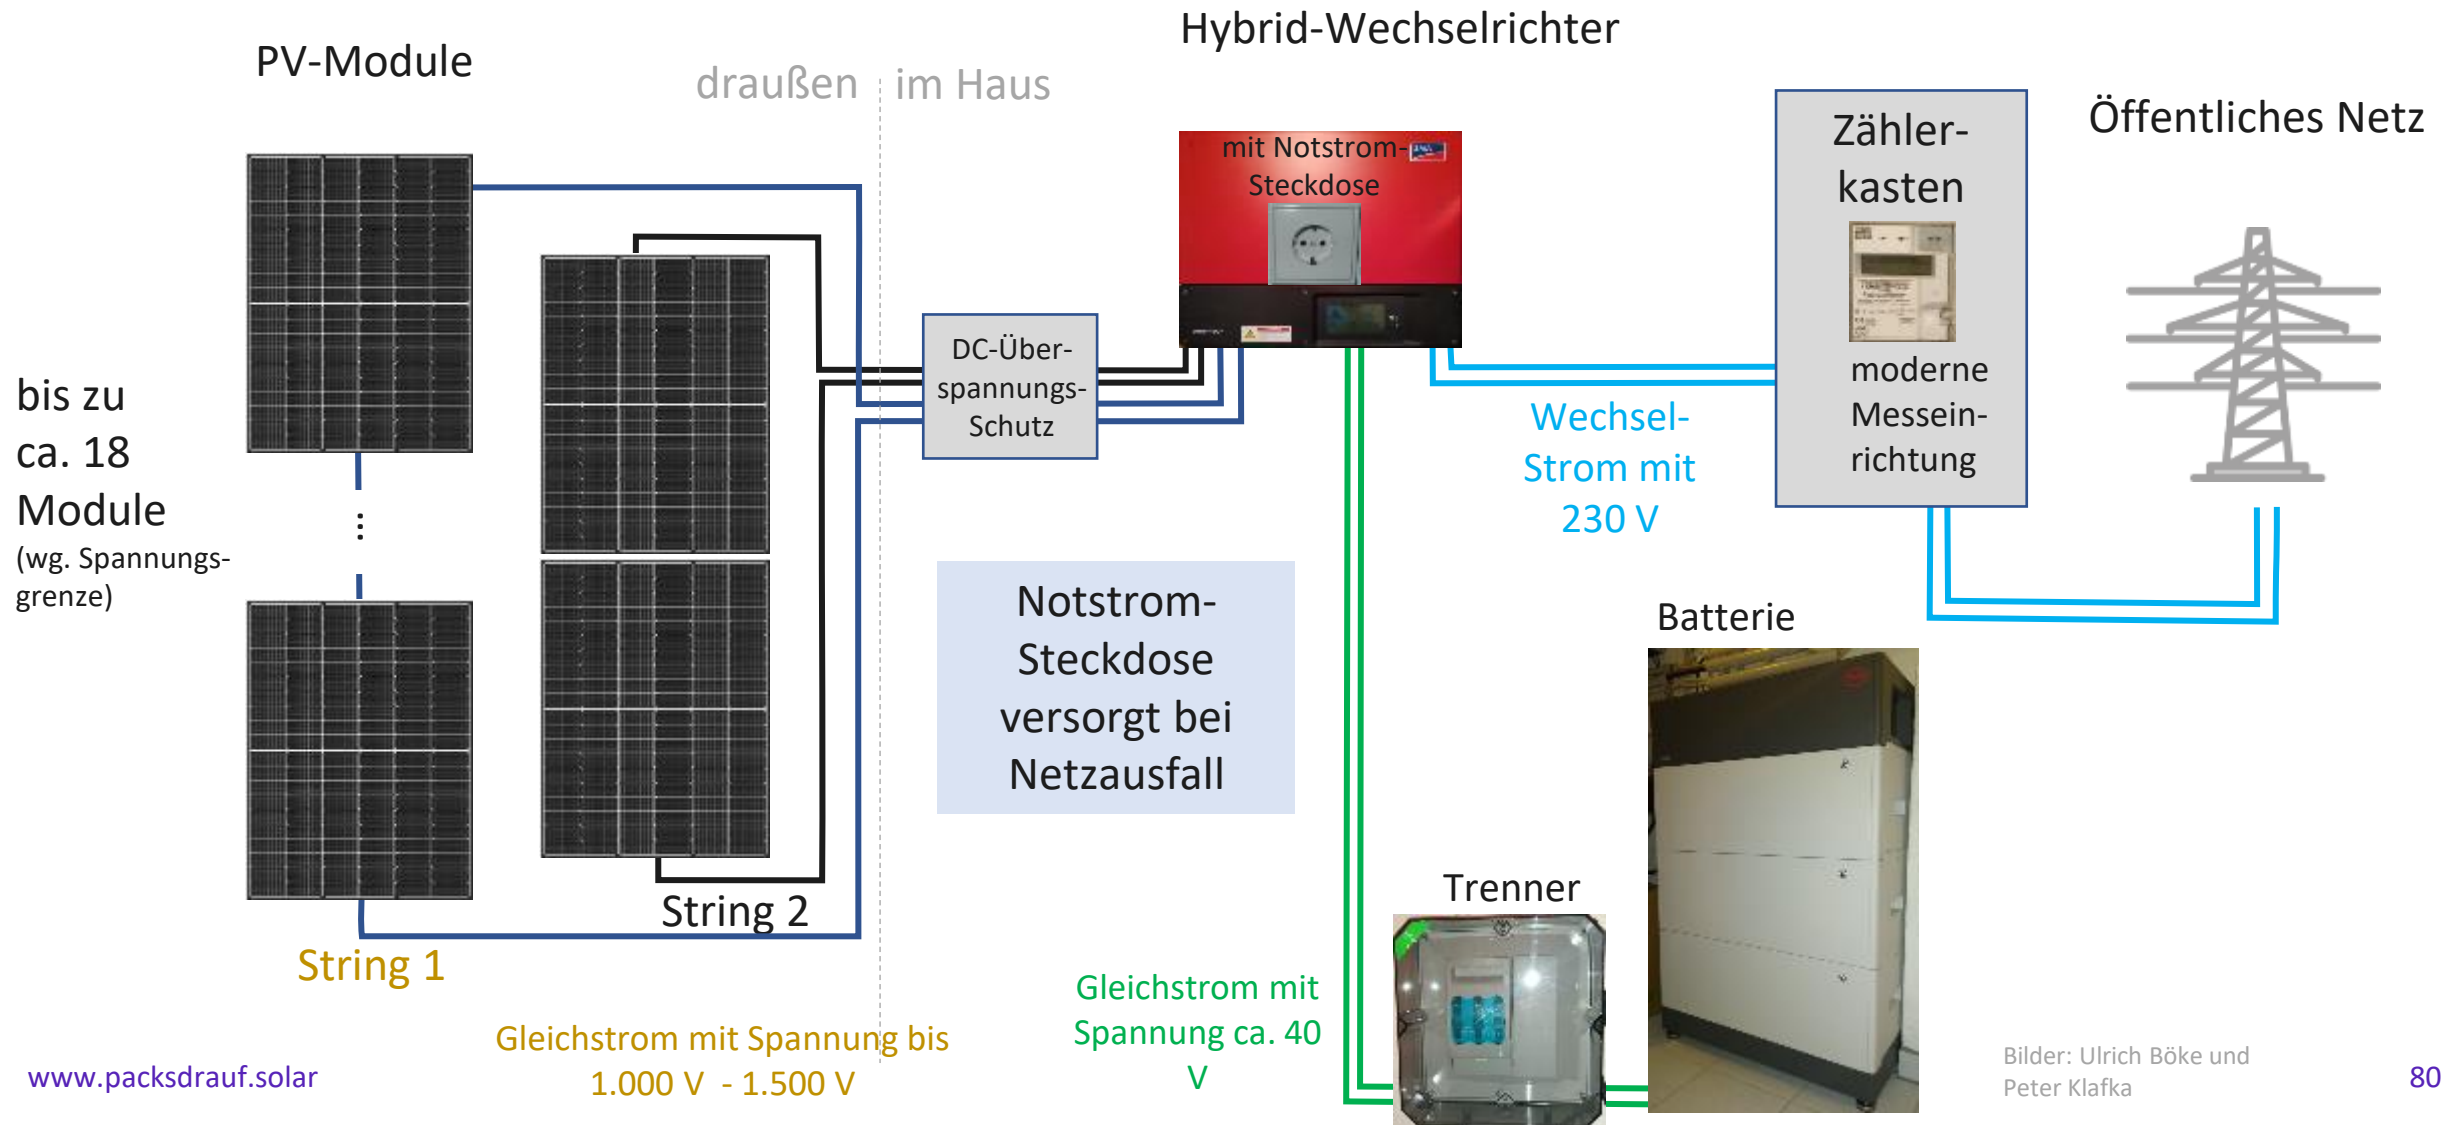 Hybrid-Wechselrichter
PV-Module
draußen
im Haus
Öffentliches Netz
mit Notstrom-
Steckdose
Zähler-
kasten
moderne
Messein-
richtung
DC-Über-
spannungs-
Schutz
bis zu
ca. 18
Module
(wg. Spannungs-
grenze)
...
Wechsel-
Strom mit
230 V
Notstrom-
Steckdose
versorgt bei
Netzausfall
Batterie
Trenner
String 2
String 1
Gleichstrom mit
Spannung ca. 40
V
Gleichstrom mit Spannung bis
1.000 V - 1.500 V
www.packsdrauf.solar
Bilder: Ulrich Böke und
Peter Klafka
80